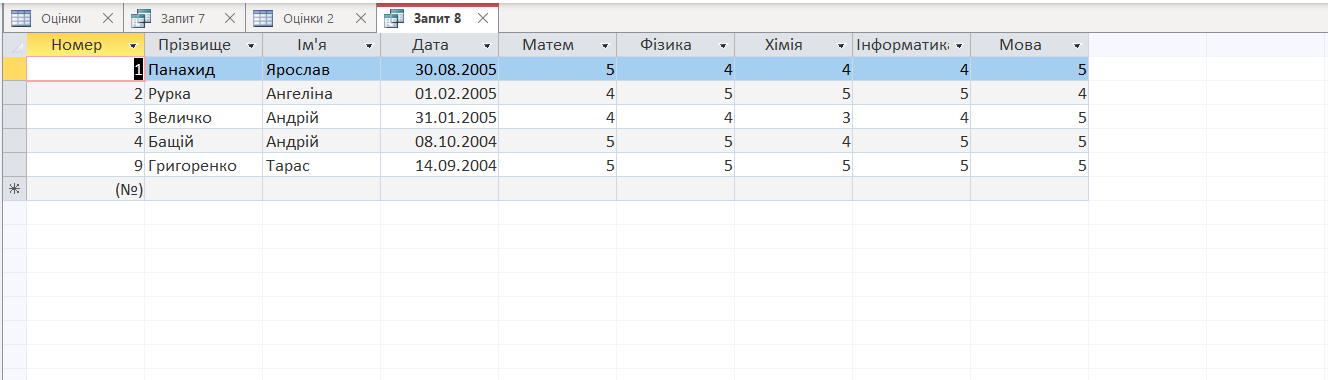 Оцінки Запит 7 Оцінки 2 Запит 8
Номер Прізвище Ім'я Дата Матем Фізика Хімія Інформатика Мова
1 Панахид Ярослав 30.08.2005 5 4 4 4 5
2 Рурка Ангеліна 01.02.2005 4 5 5 5 4
3 Величко Андрій 31.01.2005 4 4 3 4 5
4 Бащій Андрій 08.10.2004 5 5 4 5 5
9 Григоренко Тарас 14.09.2004 5 5 5 5 5
(№)